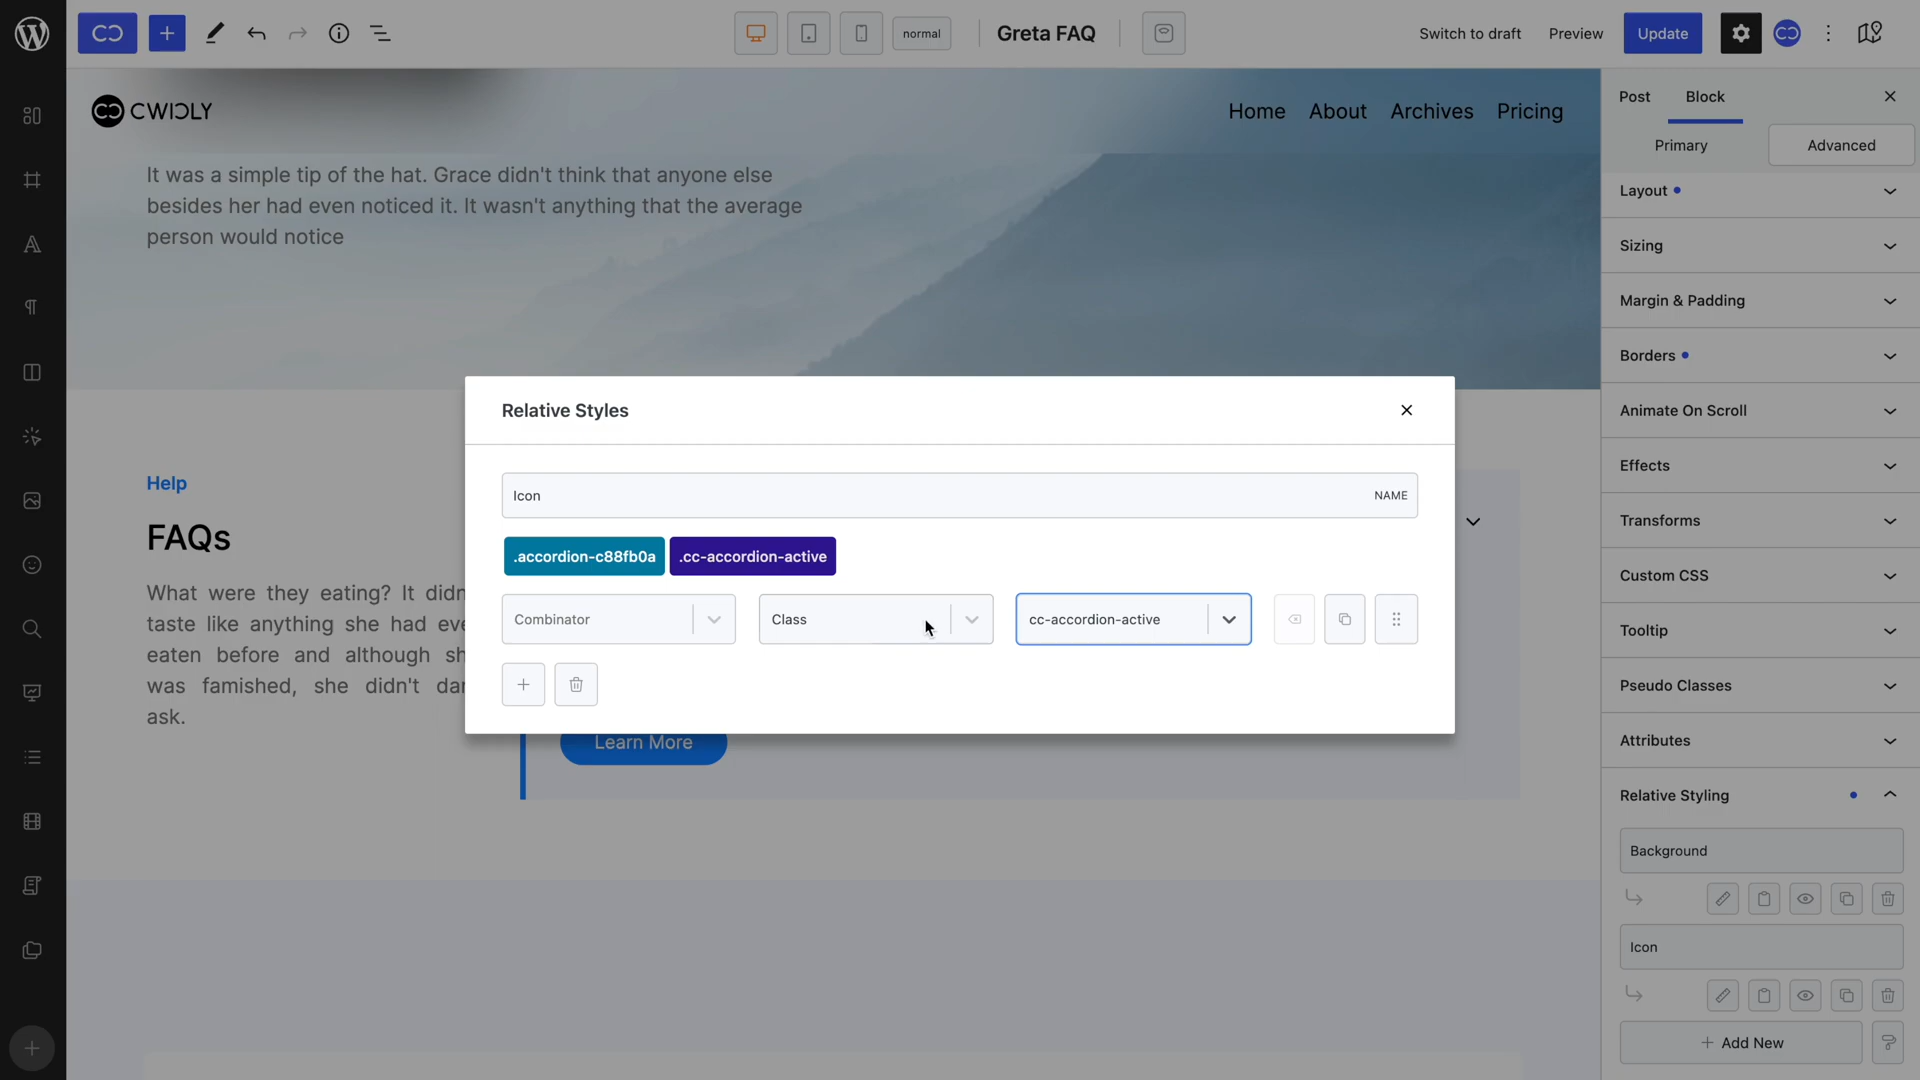 normal
Greta FAQ
Switch to draft
Preview
Update
CWICLY
Home
About
Archives
Pricing
It was a simple tip of the hat. Grace didn't think that anyone else
besides her had even noticed it. It wasn't anything that the average
person would notice
Help
FAQs
What were they eating? It didn
taste like anything she had eve
eaten before and although sh
was famished, she didn't dar
ask.
Learn More
Relative Styles
Icon
NAME
.accordion-c88fb0a
.cc-accordion-active
Combinator
Class
cc-accordion-active
Post
Block
Primary
Advanced
Layout
Sizing
Margin & Padding
Borders
Animate On Scroll
Effects
Transforms
Custom CSS
Tooltip
Pseudo Classes
Attributes
Relative Styling
Background
Icon
Add New